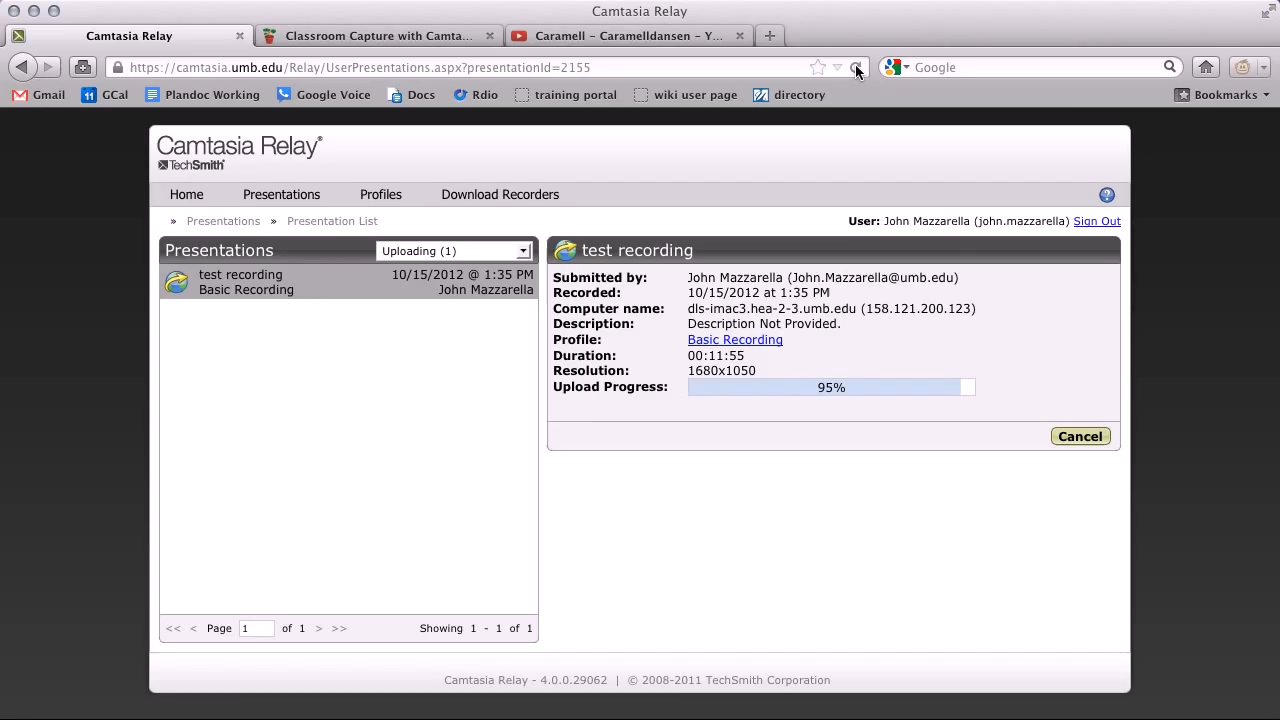 Camtasia Relay
Camtasia Relay
Classroom Capture with Camta...
Caramell – Caramelldansen – Y...
https://camtasia.umb.edu/Relay/UserPresentations.aspx?presentationId=2155
Google
Gmail
11 GCal
Plandoc Working
Google Voice
Docs
Rdio
training portal
wiki user page
directory
Bookmarks
Camtasia Relay®
TechSmith®
Home
Presentations
Profiles
Download Recorders
?
» Presentations » Presentation List
User: John Mazzarella (john.mazzarella) Sign Out
Presentations
Uploading (1)
test recording 10/15/2012 @ 1:35 PM
Basic Recording John Mazzarella
<< < Page 1 of 1 > >> Showing 1 - 1 of 1
test recording
Submitted by: John Mazzarella (John.Mazzarella@umb.edu)
Recorded: 10/15/2012 at 1:35 PM
Computer name: dls-imac3.hea-2-3.umb.edu (158.121.200.123)
Description: Description Not Provided.
Profile: Basic Recording
Duration: 00:11:55
Resolution: 1680x1050
Upload Progress: 95%
Cancel
Camtasia Relay - 4.0.0.29062 | © 2008-2011 TechSmith Corporation